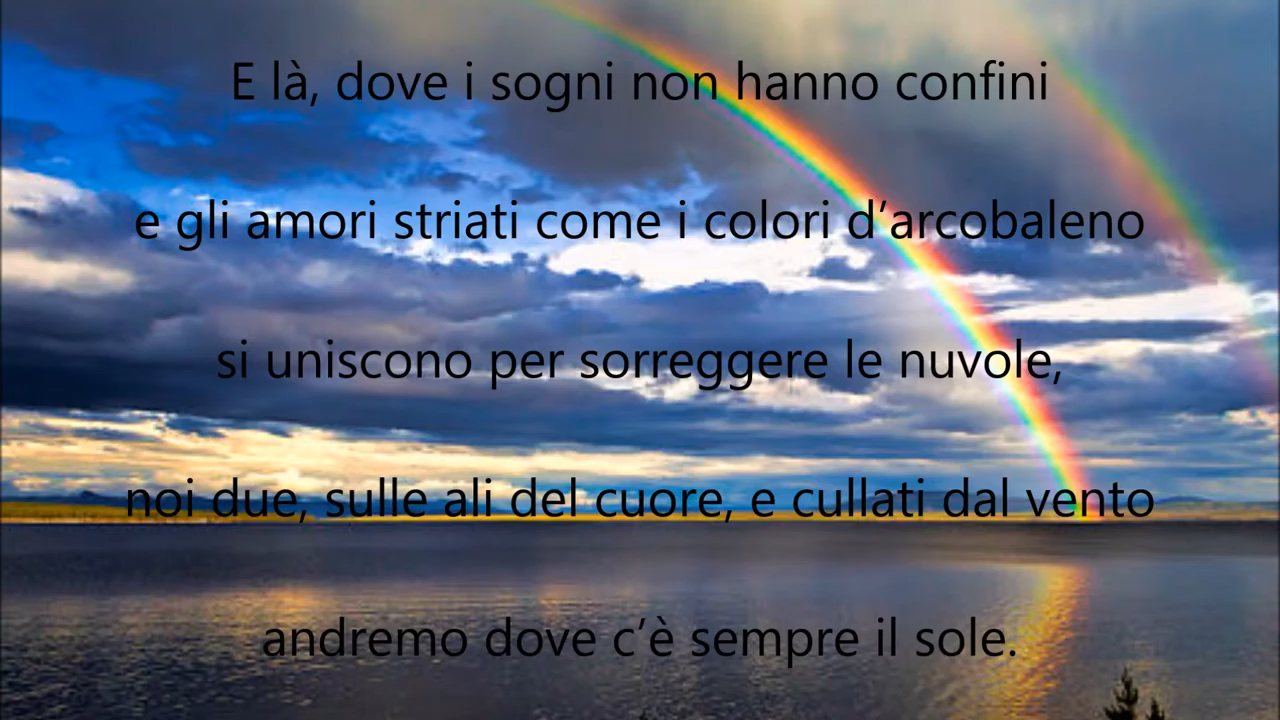 E là, dove i sogni non hanno confini
e gli amori striati come i colori d’arcobaleno
si uniscono per sorreggere le nuvole,
noi due, sulle ali del cuore, e cullati dal vento
andremo dove c’è sempre il sole.